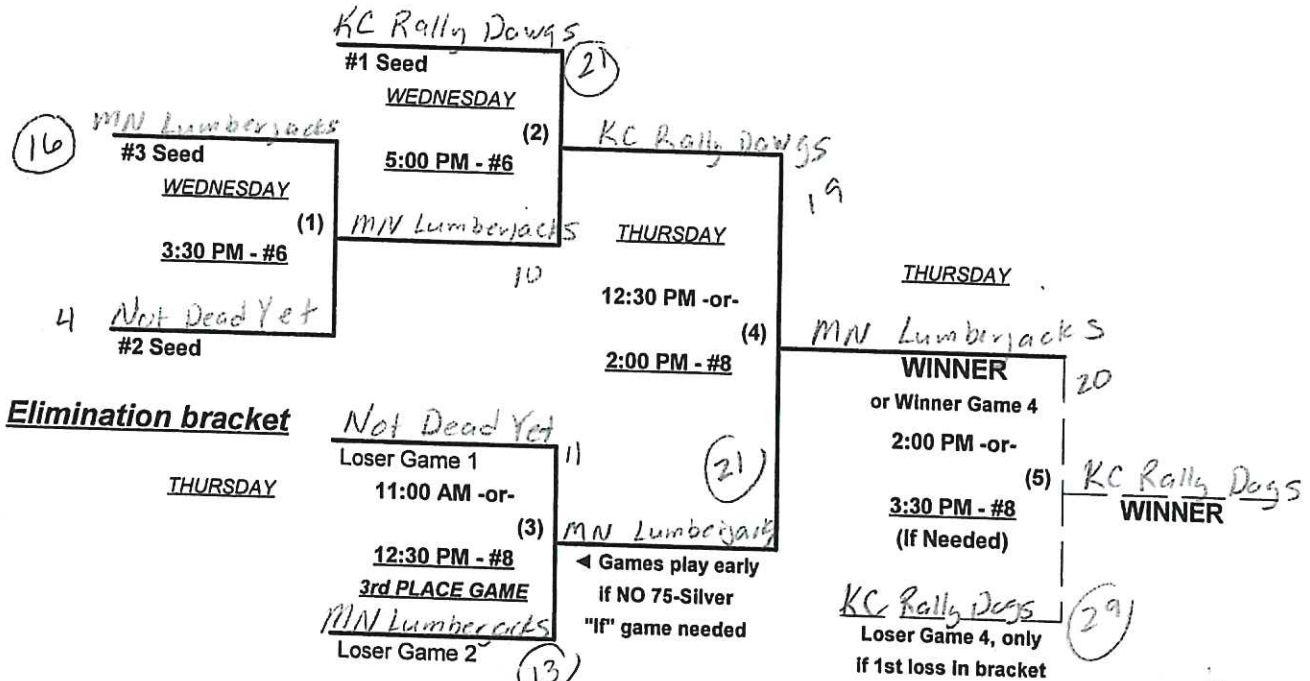 KC Rally Dawgs
#1 Seed
21
WEDNESDAY
(2)
5:00 PM - #6
16
MN Lumberjacks
#3 Seed
WEDNESDAY
(1)
3:30 PM - #6
MN Lumberjacks
10
4 Not Dead Yet
#2 Seed
KC Rally Dawgs
19
THURSDAY
12:30 PM -or-
(4)
2:00 PM - #8
THURSDAY
MN Lumberjacks
WINNER
20
or Winner Game 4
2:00 PM -or-
(5)
3:30 PM - #8
(If Needed)
KC Rally Dogs
WINNER
Elimination bracket
Not Dead Yet
11
Loser Game 1
THURSDAY
11:00 AM -or-
(3)
12:30 PM - #8
3rd PLACE GAME
MN Lumberjacks
Loser Game 2
13
21
MN Lumberjack
◄ Games play early
if NO 75-Silver
"If" game needed
KC Rally Dogs
29
Loser Game 4, only
if 1st loss in bracket